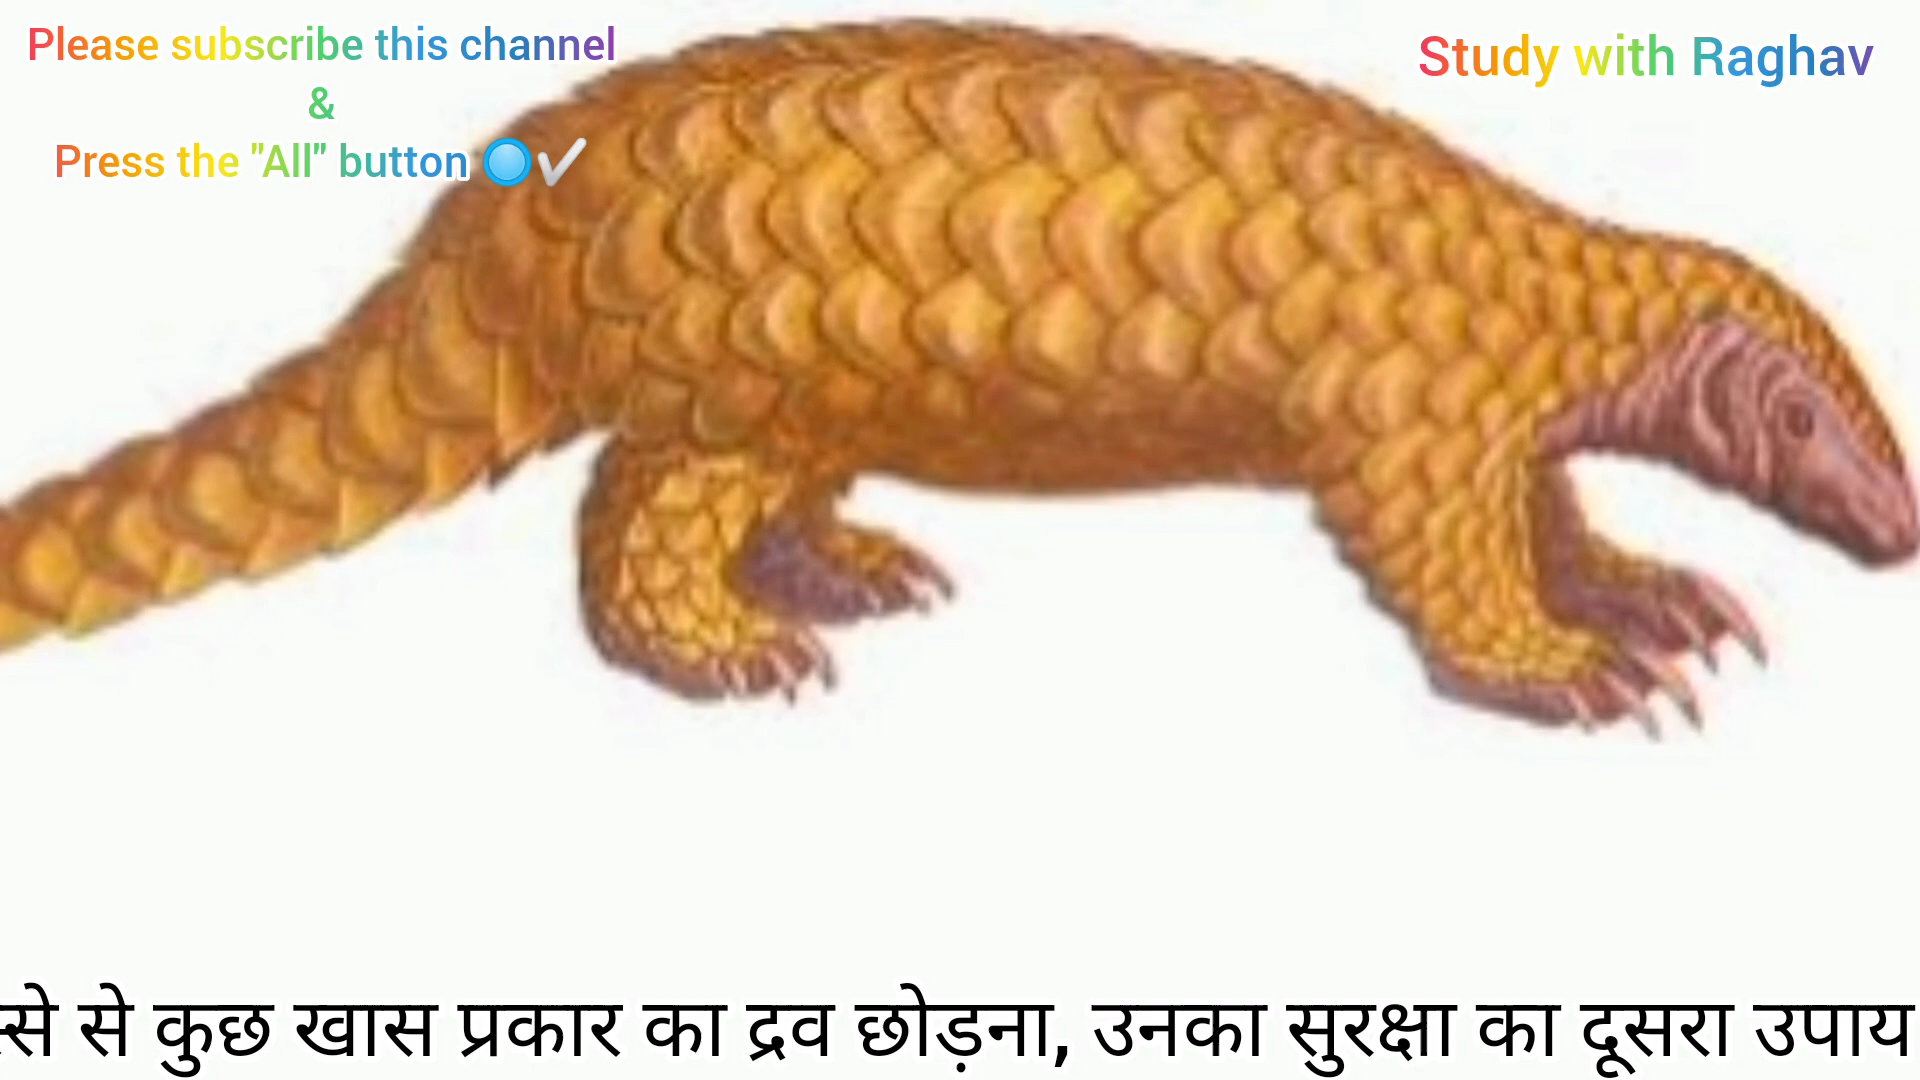 Please subscribe this channel
&
Press the "All" button 🔵✔
Study with Raghav
से कुछ खास प्रकार का द्रव छोड़ना, उनका सुरक्षा का दूसरा उपाय